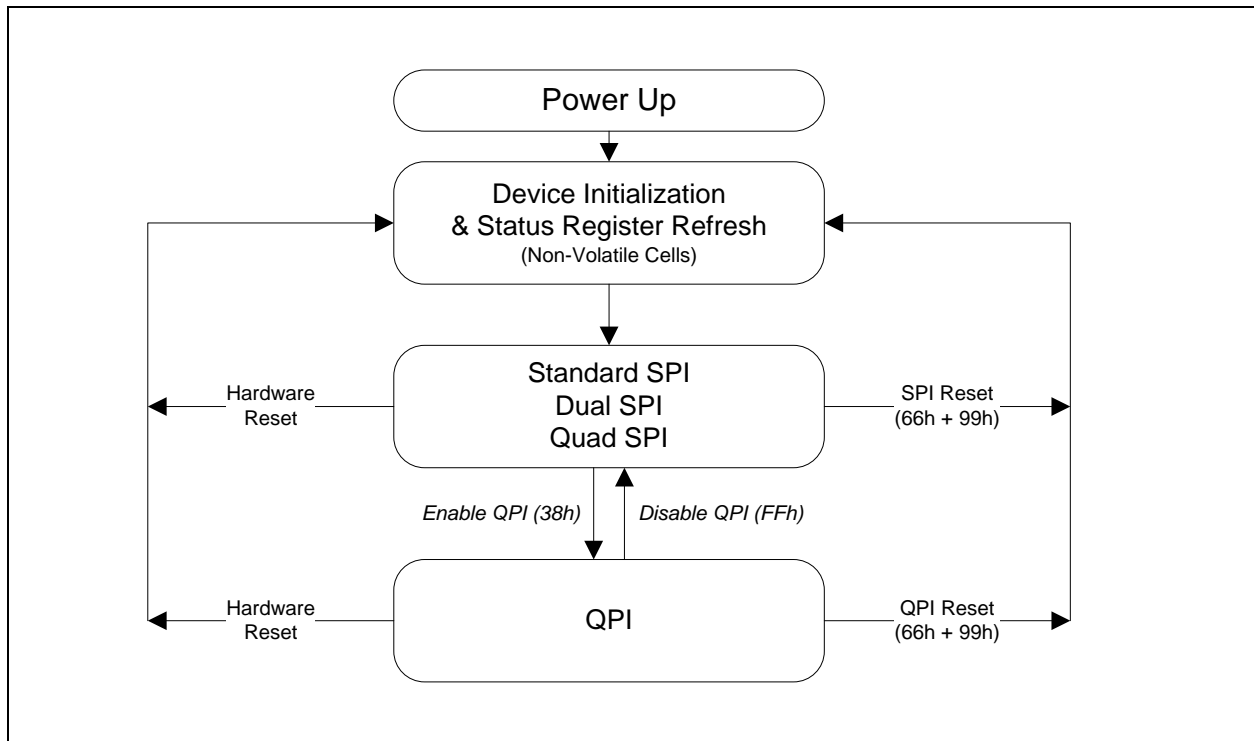 Power Up
Device Initialization
& Status Register Refresh
(Non-Volatile Cells)
Standard SPI
Dual SPI
Quad SPI
Hardware
Reset
SPI Reset
(66h + 99h)
Enable QPI (38h)
Disable QPI (FFh)
QPI
Hardware
Reset
QPI Reset
(66h + 99h)